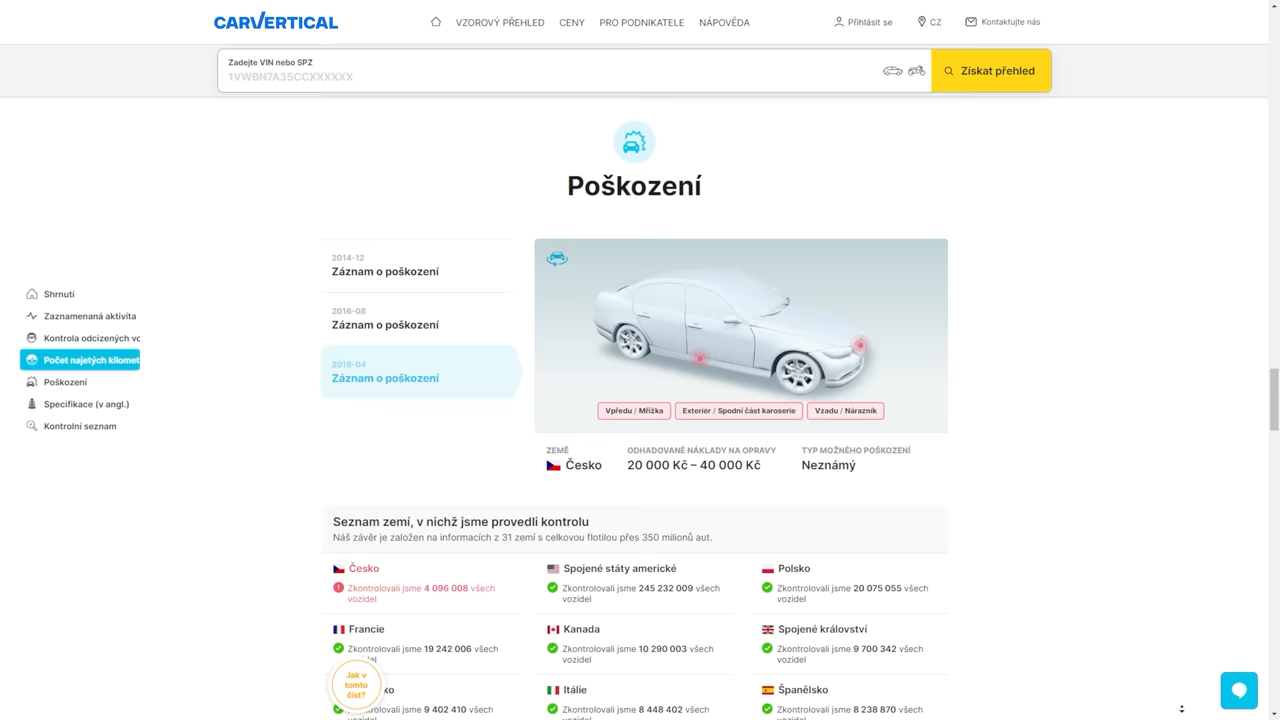 CARVERTICAL
VZOROVÝ PŘEHLED
CENY
PRO PODNIKATELE
NÁPOVĚDA
Přihlásit se
CZ
Kontaktujte nás
Zadejte VIN nebo SPZ
1VWBN7A35CCXXXXXX
Získat přehled
Poškození
Shrnutí
Zaznamenaná aktivita
Kontrola odcizených vo
Počet najetých kilomet
Poškození
Specifikace (v angl.)
Kontrolní seznam
2014-12
Záznam o poškození
2016-08
Záznam o poškození
2018-04
Záznam o poškození
Vpředu / Mřížka
Exteriér / Spodní část karoserie
Vzadu / Nárazník
ZEMĚ
Česko
ODHADOVANÉ NÁKLADY NA OPRAVY
20 000 Kč – 40 000 Kč
TYP MOŽNÉHO POŠKOZENÍ
Neznámý
Seznam zemí, v nichž jsme provedli kontrolu
Náš závěr je založen na informacích z 31 zemí s celkovou flotilou přes 350 milionů aut.
Česko
Zkontrolovali jsme 4 096 008 všech
vozidel
Spojené státy americké
Zkontrolovali jsme 245 232 009 všech
vozidel
Polsko
Zkontrolovali jsme 20 075 055 všech
vozidel
Francie
Zkontrolovali jsme 19 242 006 všech
Kanada
Zkontrolovali jsme 10 290 003 všech
vozidel
Spojené království
Zkontrolovali jsme 9 700 342 všech
vozidel
Jak v
tomto
číst?
ko
9 402 410 všech
Itálie
Zkontrolovali jsme 8 448 402 všech
Španělsko
Zkontrolovali jsme 8 238 870 všech